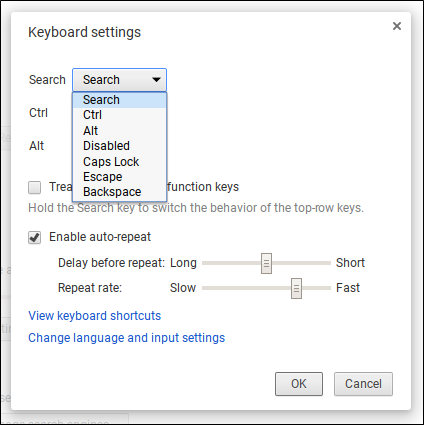 Keyboard settings
Search Search
Search
Ctrl
Ctrl
Alt
Alt
Disabled
Caps Lock
Escape
Backspace
function keys
Hold the Search key to switch the behavior of the top-row keys.
Enable auto-repeat
Delay before repeat: Long Short
Repeat rate: Slow Fast
View keyboard shortcuts
Change language and input settings
OK Cancel